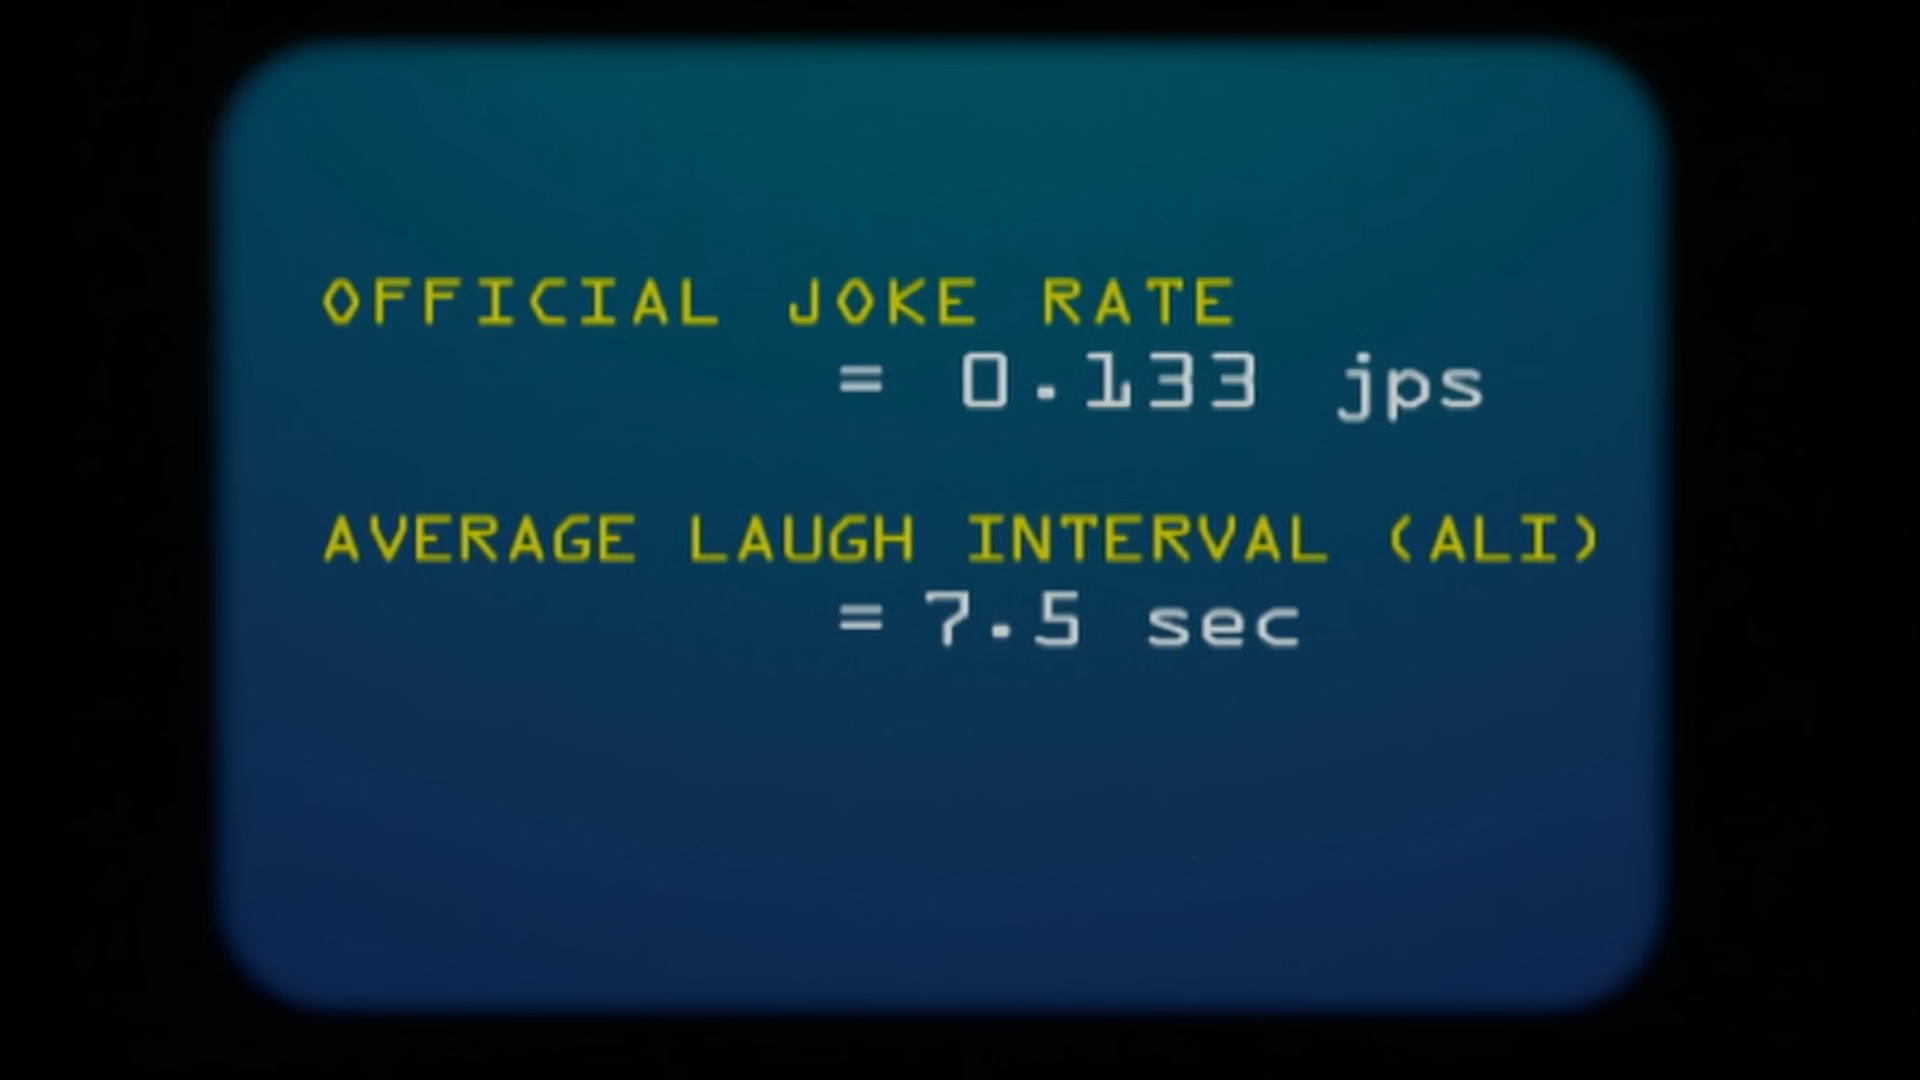 OFFICIAL JOKE RATE
= 0.133 jps
AVERAGE LAUGH INTERVAL (ALI)
= 7.5 sec